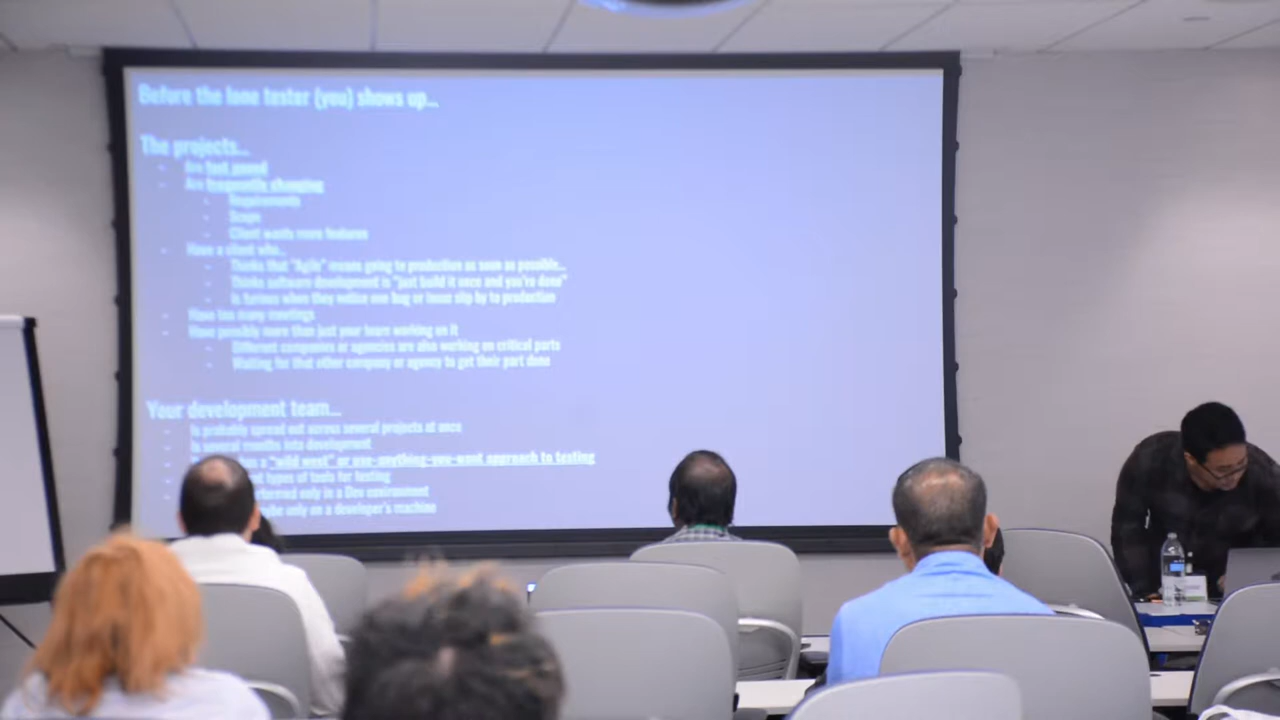 Before the lone tester (you) shows up...
The projects...
- Are fast paced
- Are frequently changing
- Requirements
- Scope
- Client wants more features
- Have a client who...
- Thinks that "Agile" means going to production as soon as possible...
- Thinks software development is "just build it once and you're done"
- Is furious when they notice one bug or issue slip by to production
- Have too many meetings
- Have possibly more than just your team working on it
- Different companies or agencies are also working on critical parts
- Waiting for that other company or agency to get their part done
Your development team...
- Is probably spread out across several projects at once
- Is several months into development
- a "wild west" or use-anything-you-want approach to testing
- types of tools for testing
- only in a Dev environment
- only on a developer's machine